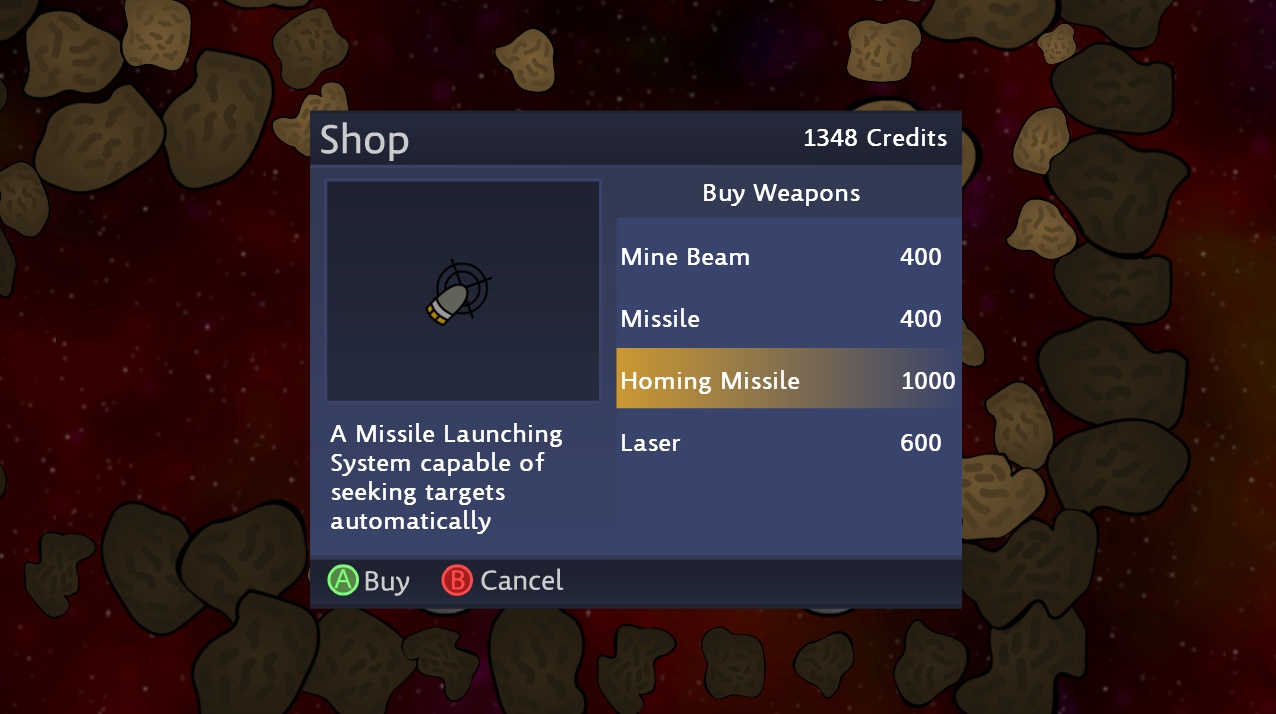 Shop
1348 Credits
Buy Weapons
Mine Beam 400
Missile 400
Homing Missile 1000
Laser 600
A Missile Launching
System capable of
seeking targets
automatically
A Buy B Cancel